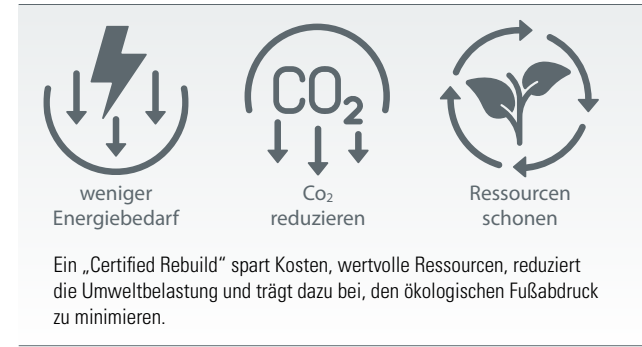 CO₂
weniger
Energiebedarf
Co₂
reduzieren
Ressourcen
schonen
Ein „Certified Rebuild“ spart Kosten, wertvolle Ressourcen, reduziert
die Umweltbelastung und trägt dazu bei, den ökologischen Fußabdruck
zu minimieren.